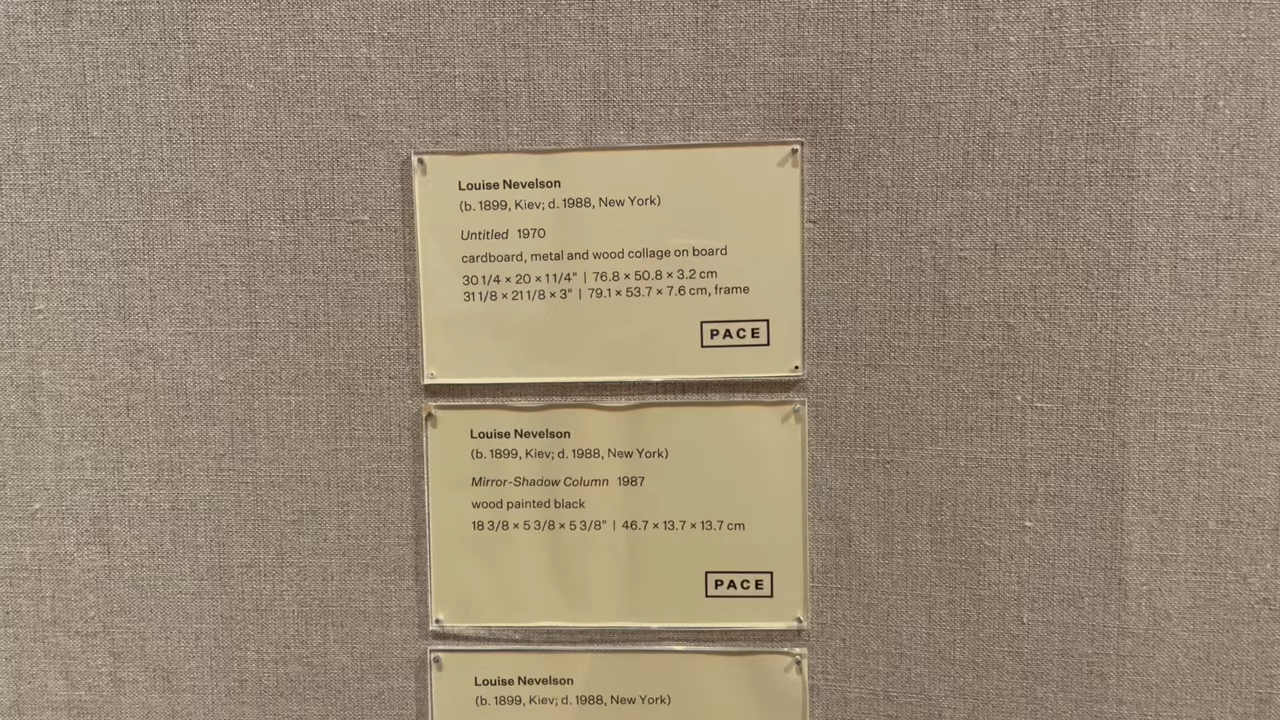 Louise Nevelson
(b. 1899, Kiev; d. 1988, New York)
Untitled 1970
cardboard, metal and wood collage on board
30 1/4 × 20 × 1 1/4" | 76.8 × 50.8 × 3.2 cm
31 1/8 × 21 1/8 × 3" | 79.1 × 53.7 × 7.6 cm, frame
PACE
Louise Nevelson
(b. 1899, Kiev; d. 1988, New York)
Mirror-Shadow Column 1987
wood painted black
18 3/8 × 5 3/8 × 5 3/8" | 46.7 × 13.7 × 13.7 cm
PACE
Louise Nevelson
(b. 1899, Kiev; d. 1988, New York)